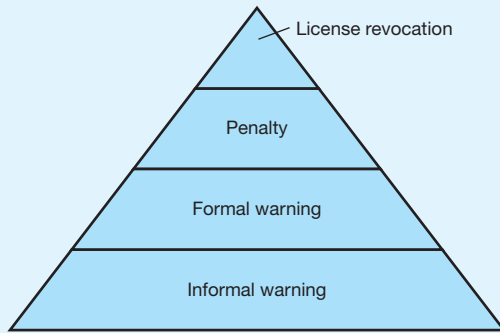 License revocation
Penalty
Formal warning
Informal warning